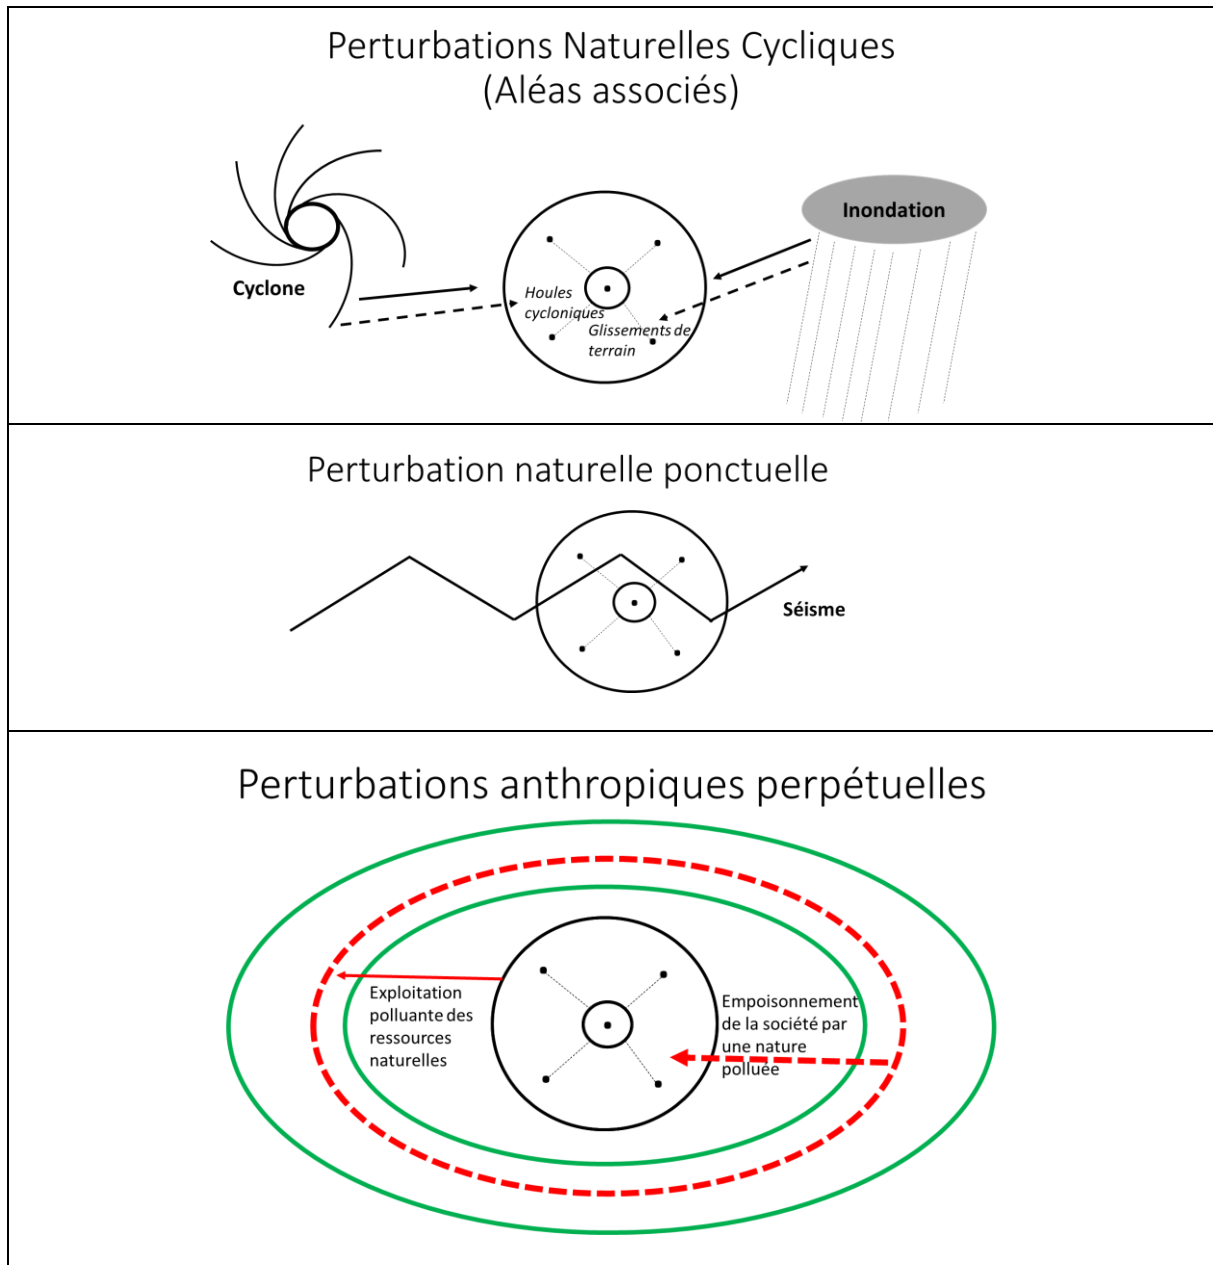 Perturbations Naturelles Cycliques
(Aléas associés)
Cyclone
Houles
cycloniques
Glissements de
terrain
Inondation
Perturbation naturelle ponctuelle
Séisme
Perturbations anthropiques perpétuelles
Exploitation
polluante des
ressources
naturelles
Empoisonnement
de la société par
une nature
polluée